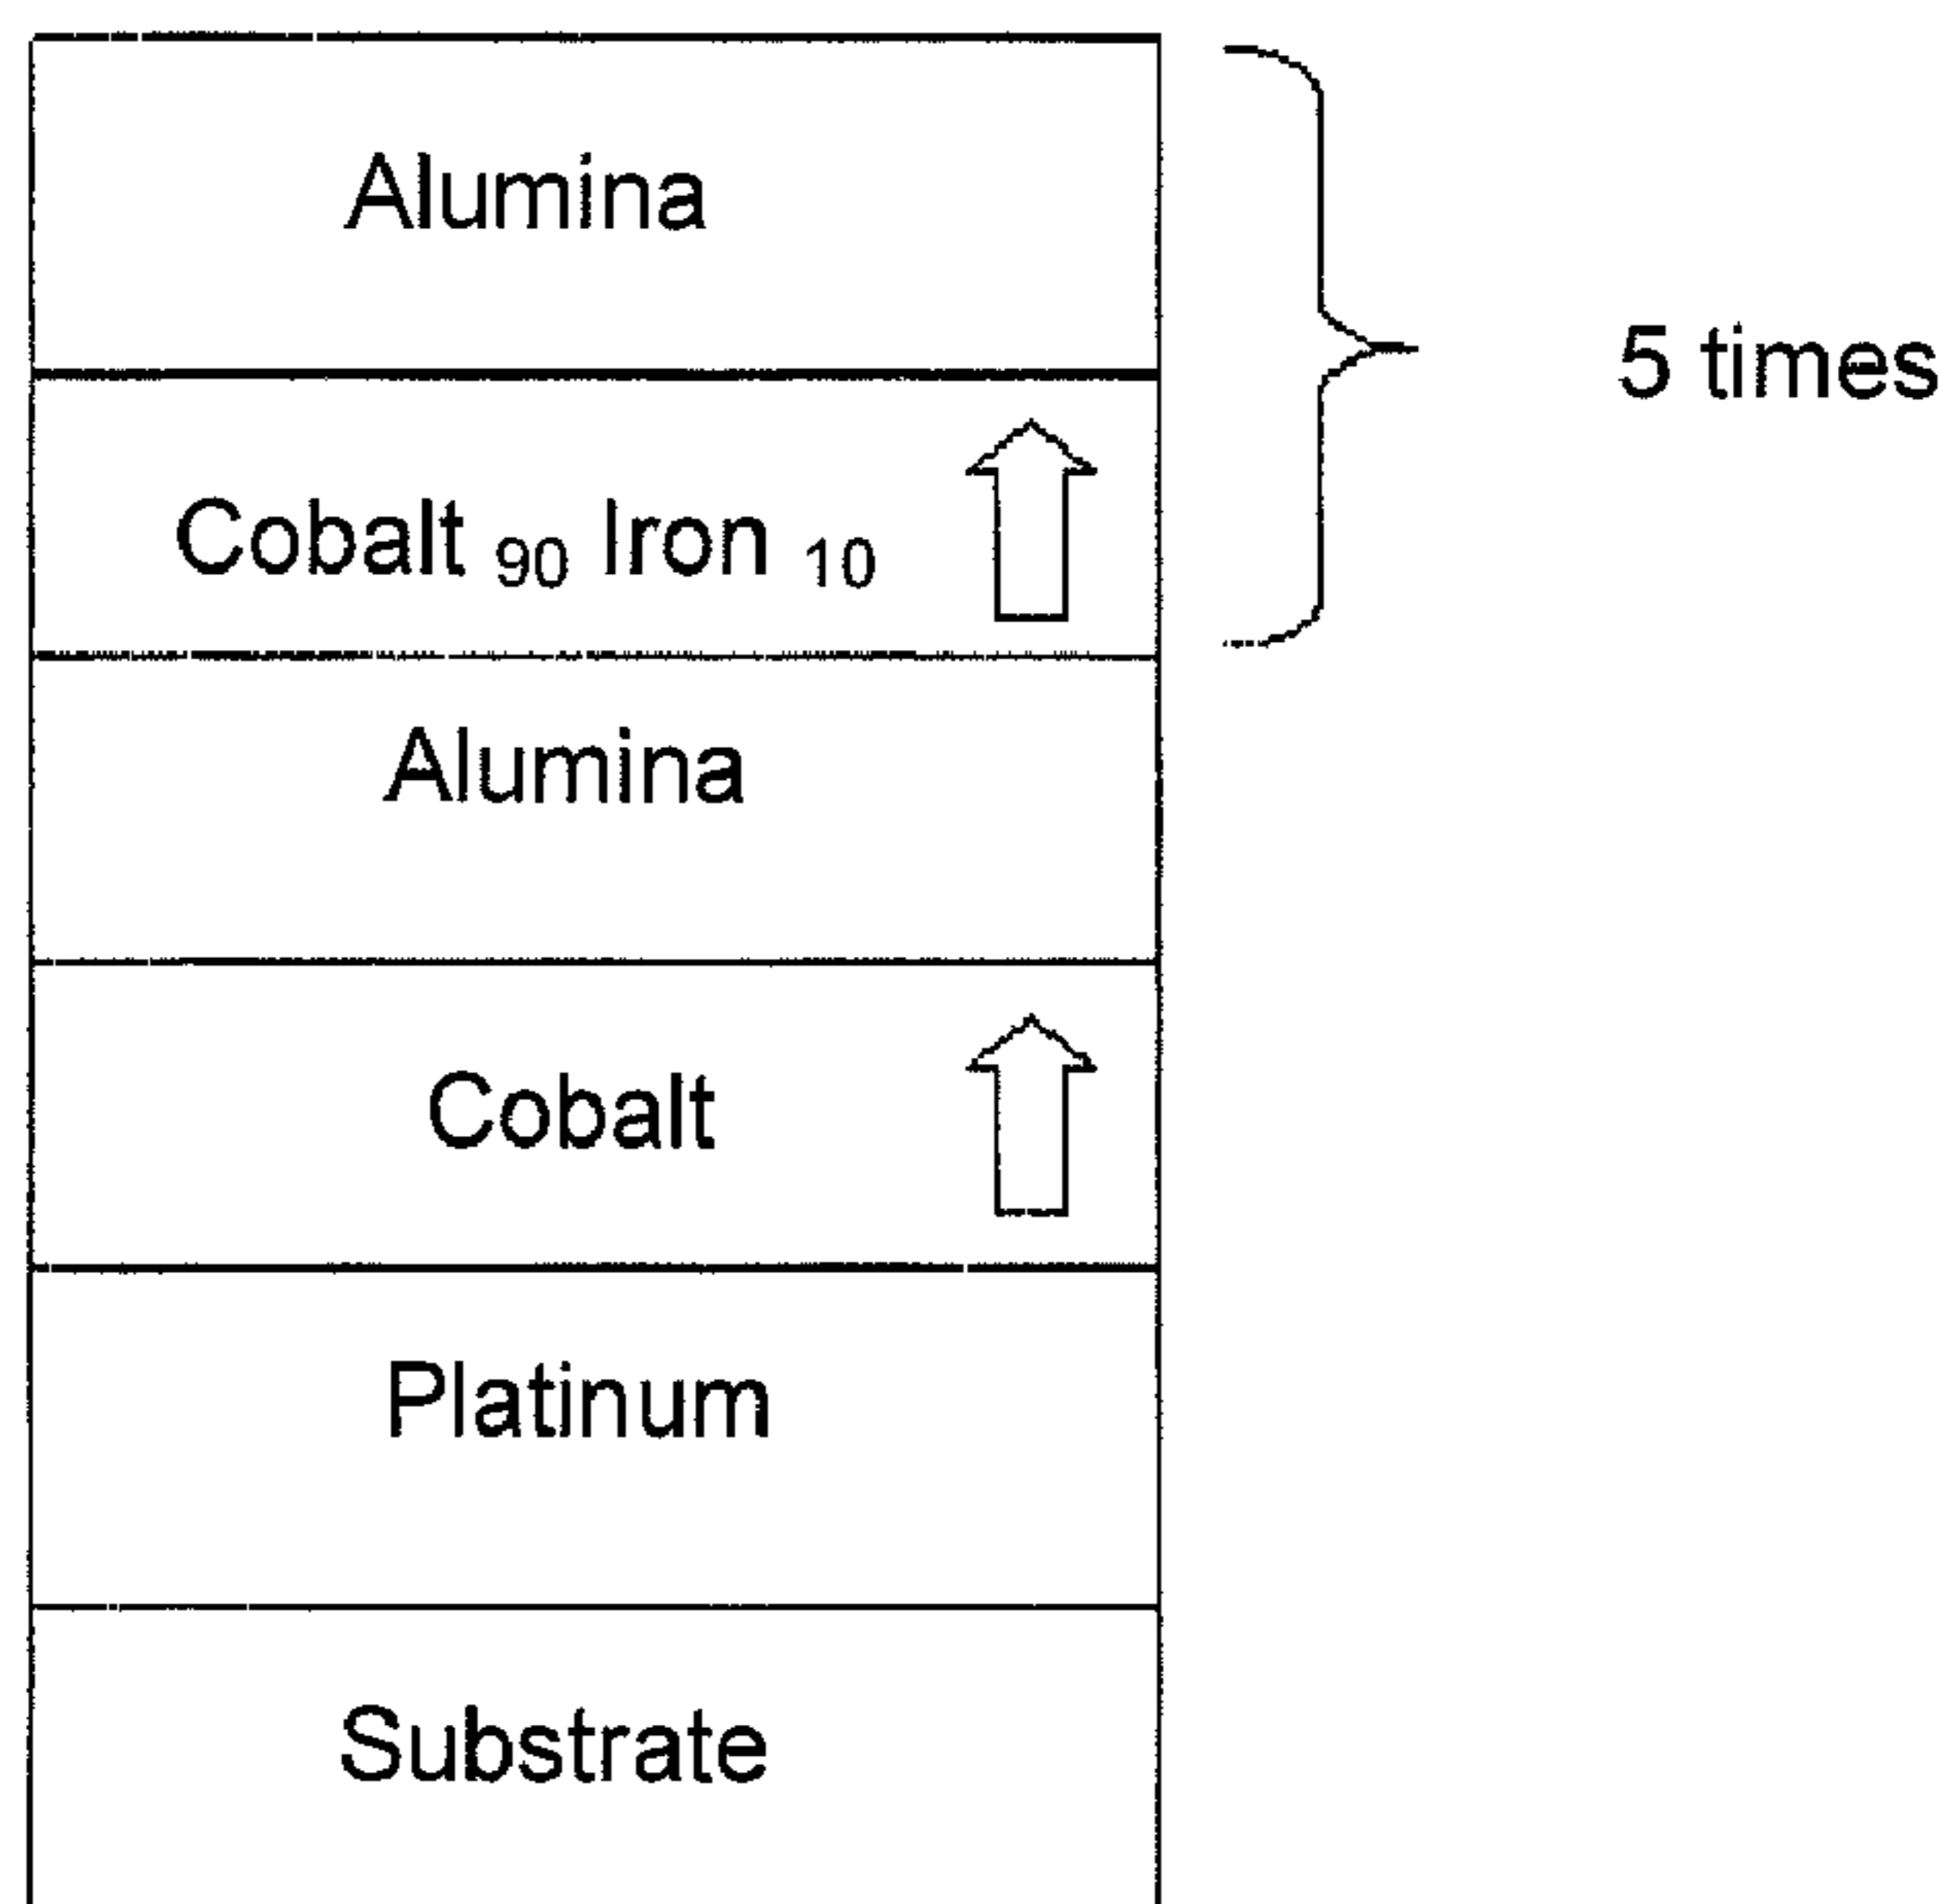 Alumina
5 times
Cobalt 90 Iron 10
Alumina
Cobalt
Platinum
Substrate